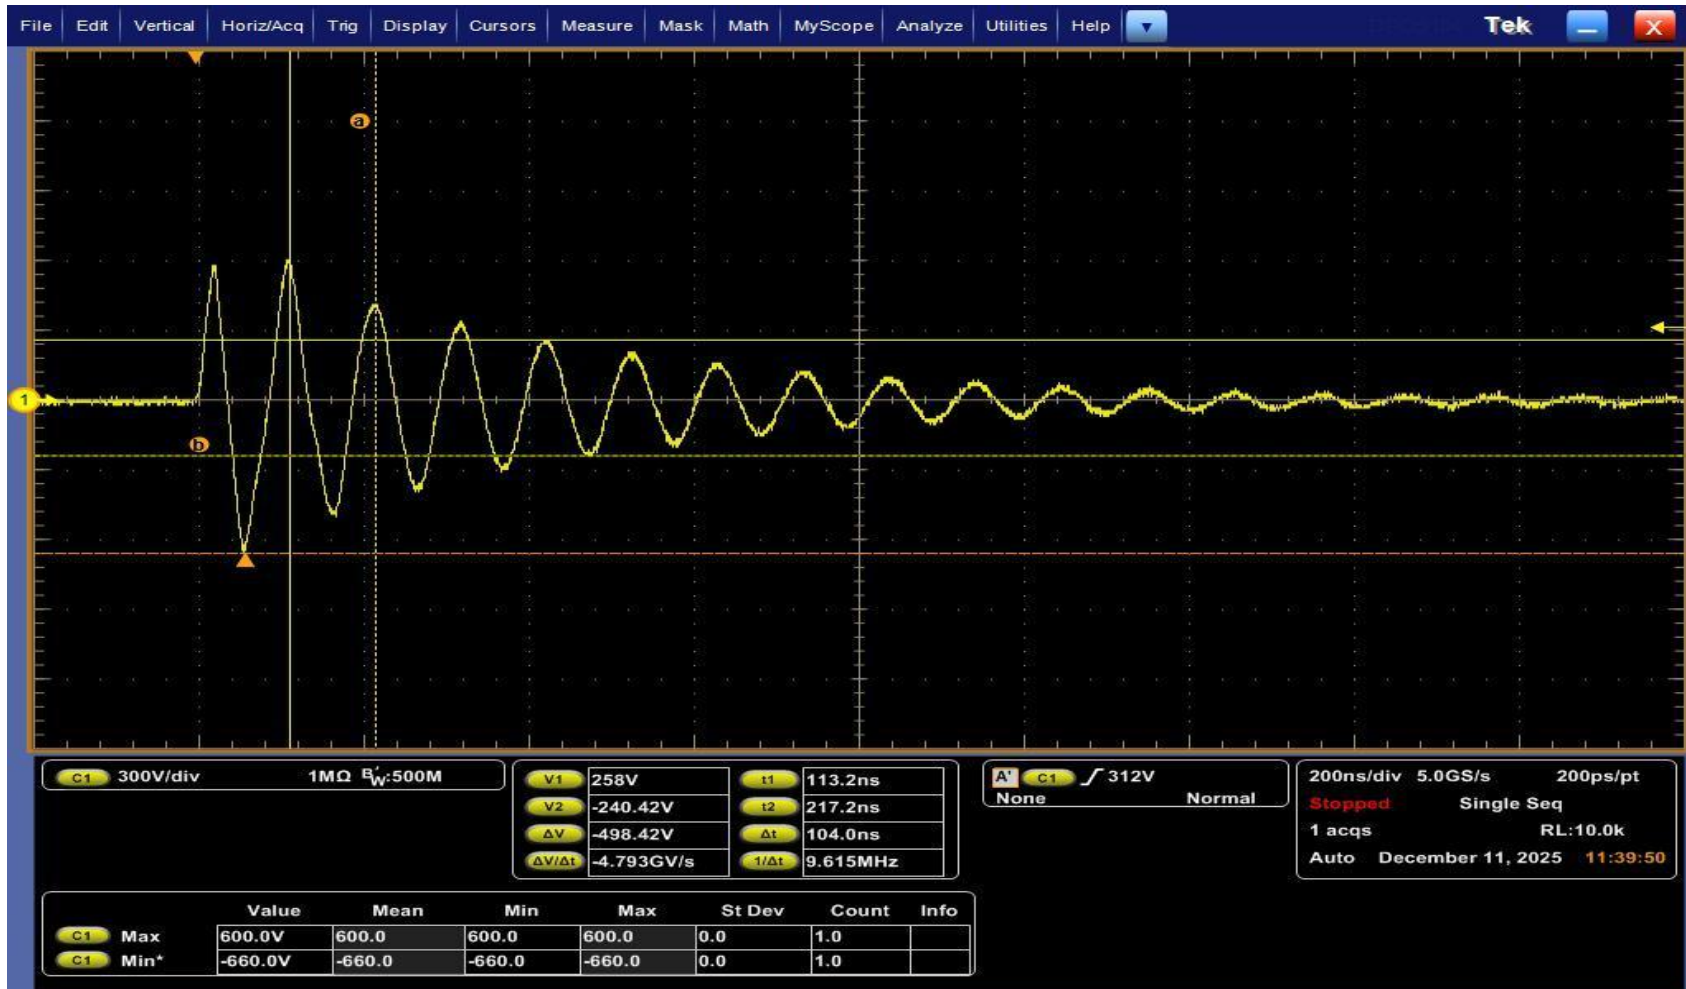 File Edit Vertical Horiz/Acq Trig Display Cursors Measure Mask Math MyScope Analyze Utilities Help Tek X
a
1
b
C1 300V/div 1MΩ BW:500M
V1 258V t1 113.2ns
V2 -240.42V t2 217.2ns
ΔV -498.42V Δt 104.0ns
ΔV/Δt -4.793GV/s 1/Δt 9.615MHz
A' C1 312V
None Normal
200ns/div 5.0GS/s 200ps/pt
Stopped Single Seq
1 acqs RL:10.0k
Auto December 11, 2025 11:39:50
Value Mean Min Max St Dev Count Info
C1 Max 600.0V 600.0 600.0 600.0 0.0 1.0
C1 Min* -660.0V -660.0 -660.0 -660.0 0.0 1.0